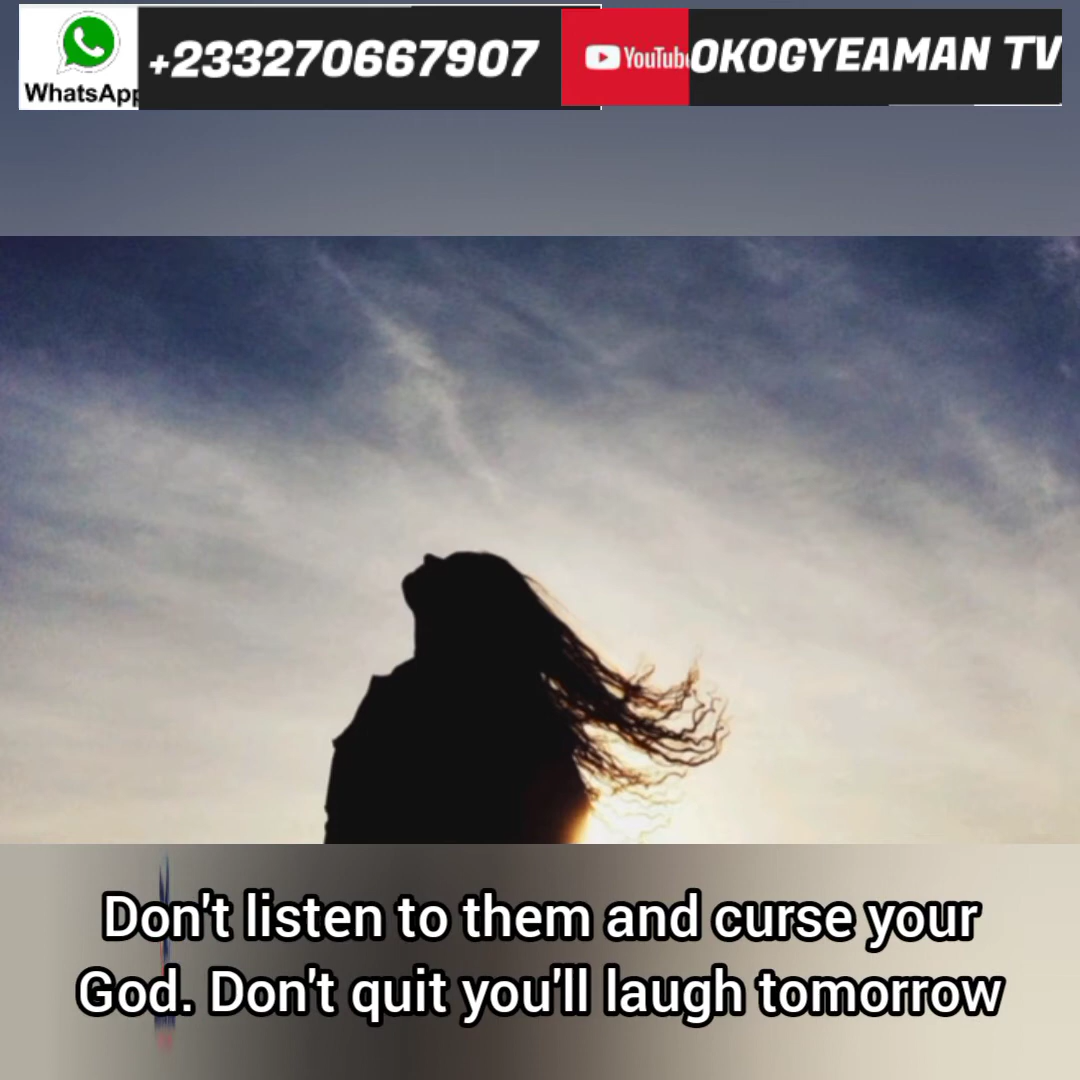 WhatsApp
+233270667907
YouTube
OKOGYEAMAN TV
Don't listen to them and curse your
God. Don't quit you'll laugh tomorrow